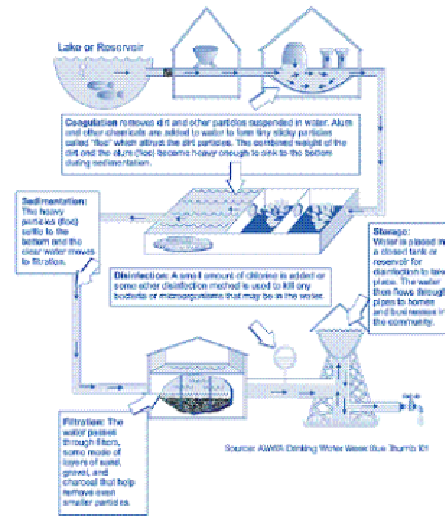 Lake or Reservoir
Coagulation removes dirt and other particles suspended in water. Alum
and other chemicals are added to water to form tiny sticky particles
called "floc" which attract the dirt particles. The combined weight of
the dirt and the alum (floc) become heavy enough to sink to the bottom
during sedimentation.
Sedimentation:
The heavy
particles (floc)
settle to the
bottom and the
clear water moves
to filtration.
Disinfection: A small amount of chlorine is added or
some other disinfection method is used to kill any
bacteria or microorganisms that may be in the water.
Storage:
Water is placed in
a closed tank or
reservoir for
disinfection to take
place. The water
then flows through
pipes to homes
and businesses in
the community.
Filtration: The
water passes
through filters,
some made of
layers of sand,
gravel, and
charcoal that help
remove even
smaller particles.
Source: AWWA Drinking Water Week Blue Thumb Kit